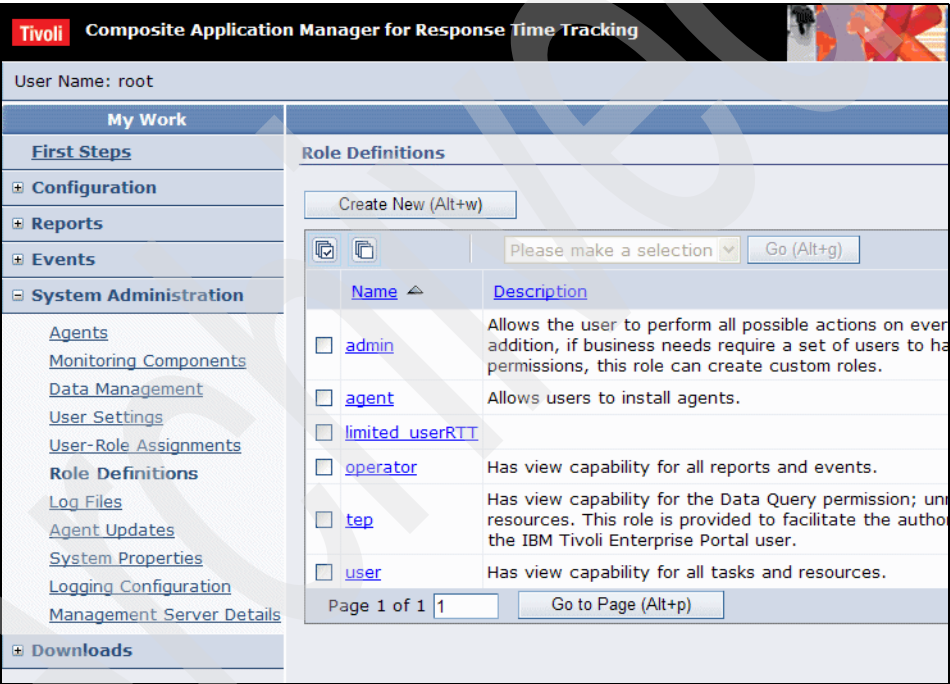 Tivoli Composite Application Manager for Response Time Tracking
User Name: root
My Work
First Steps
Configuration
Reports
Events
System Administration
Agents
Monitoring Components
Data Management
User Settings
User-Role Assignments
Role Definitions
Log Files
Agent Updates
System Properties
Logging Configuration
Management Server Details
Downloads
Role Definitions
Create New (Alt+w)
Please make a selection Go (Alt+g)
Name Description
admin
Allows the user to perform all possible actions on
addition, if business needs require a set of users to
permissions, this role can create custom roles.
agent Allows users to install agents.
limited_userRTT
operator Has view capability for all reports and events.
tep
Has view capability for the Data Query permission;
resources. This role is provided to facilitate the
the IBM Tivoli Enterprise Portal user.
user Has view capability for all tasks and resources.
Page 1 of 1 1 Go to Page (Alt+p)